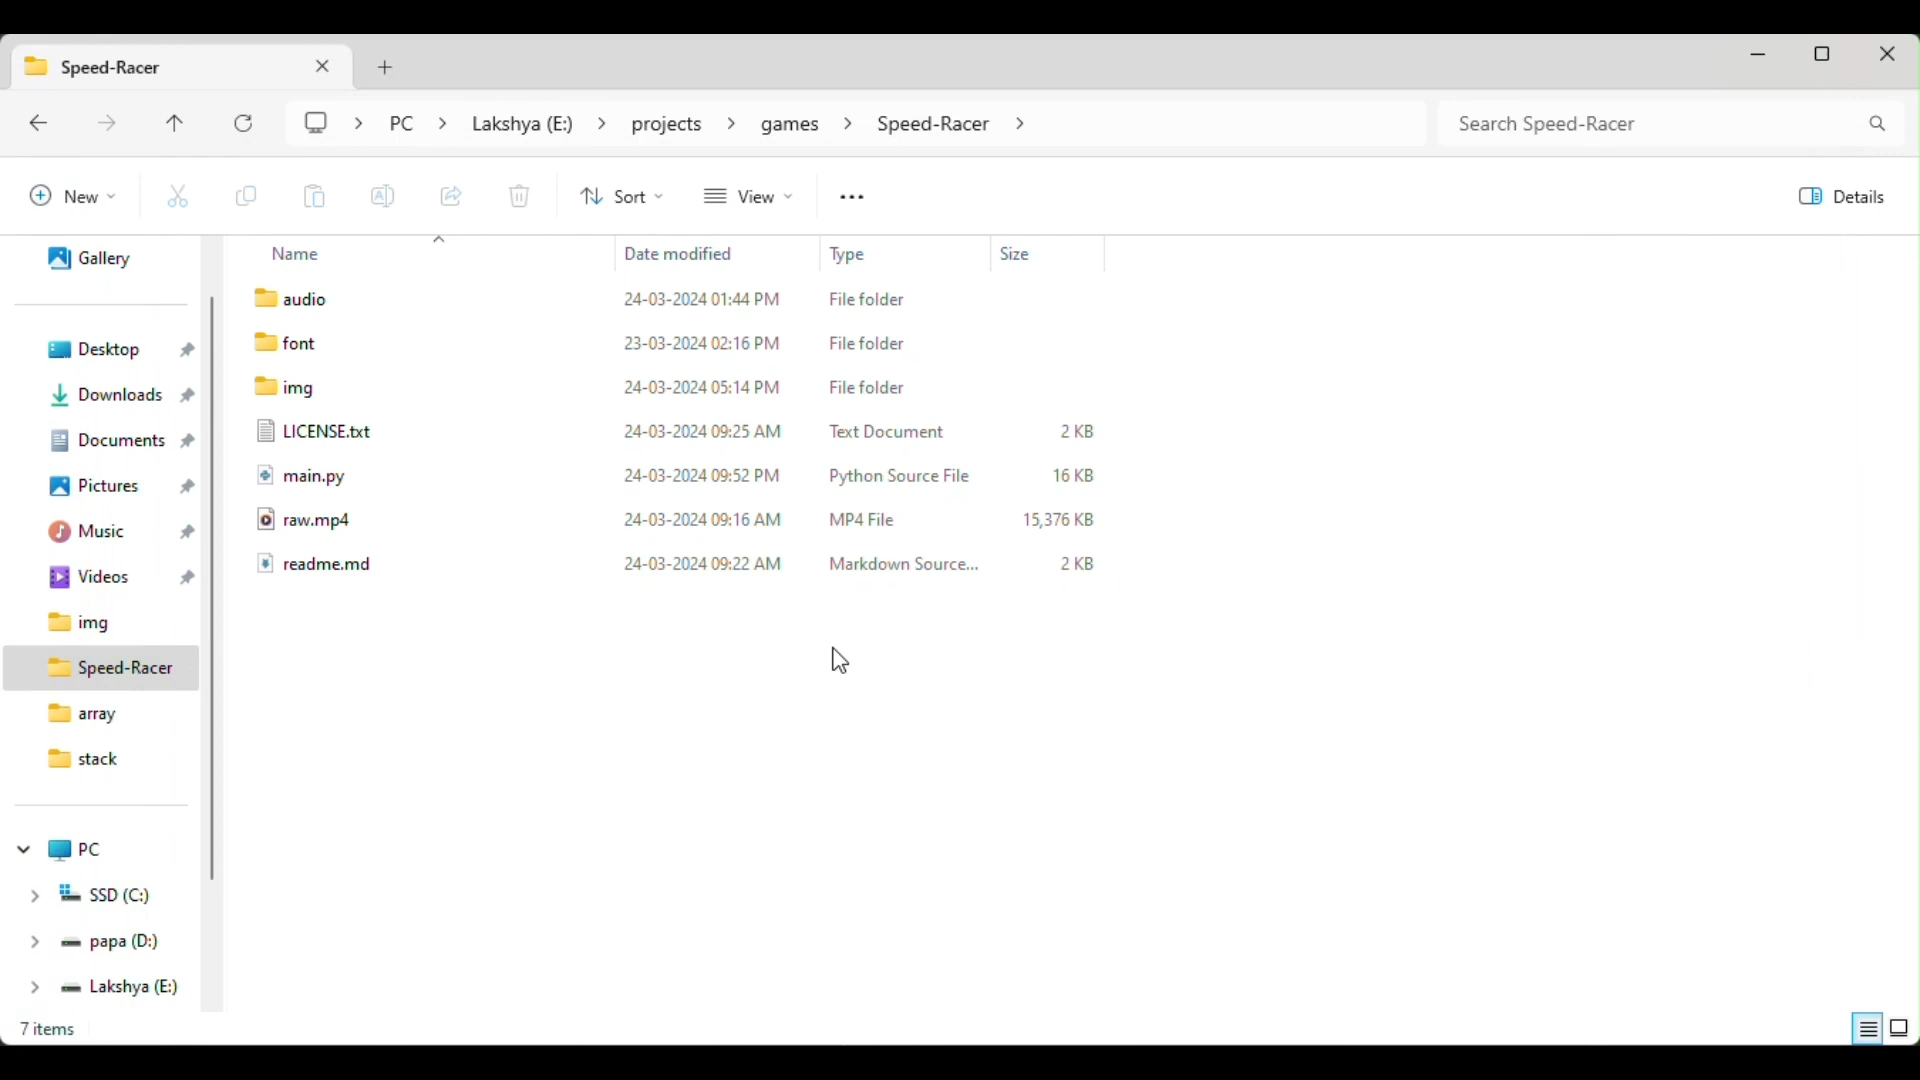 Speed-Racer
PC Lakshya (E:) projects games Speed-Racer Search Speed-Racer
New Sort View Details
Gallery
Desktop
Downloads
Documents
Pictures
Music
Videos
img
Speed-Racer
array
stack
PC
SSD (C:)
papa (D:)
Lakshya (E:)
Name Date modified Type Size
audio 24-03-2024 01:44 PM File folder
font 23-03-2024 02:16 PM File folder
img 24-03-2024 05:14 PM File folder
LICENSE.txt 24-03-2024 09:25 AM Text Document 2 KB
main.py 24-03-2024 09:52 PM Python Source File 16 KB
raw.mp4 24-03-2024 09:16 AM MP4 File 15,376 KB
readme.md 24-03-2024 09:22 AM Markdown Source... 2 KB
7 items